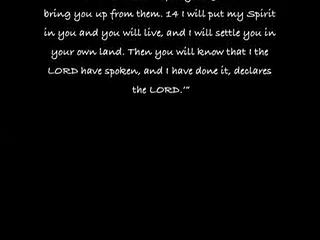 bring you up from them. 14 I will put my Spirit
in you and you will live, and I will settle you in
your own land. Then you will know that I the
LORD have spoken, and I have done it, declares
the LORD.'"